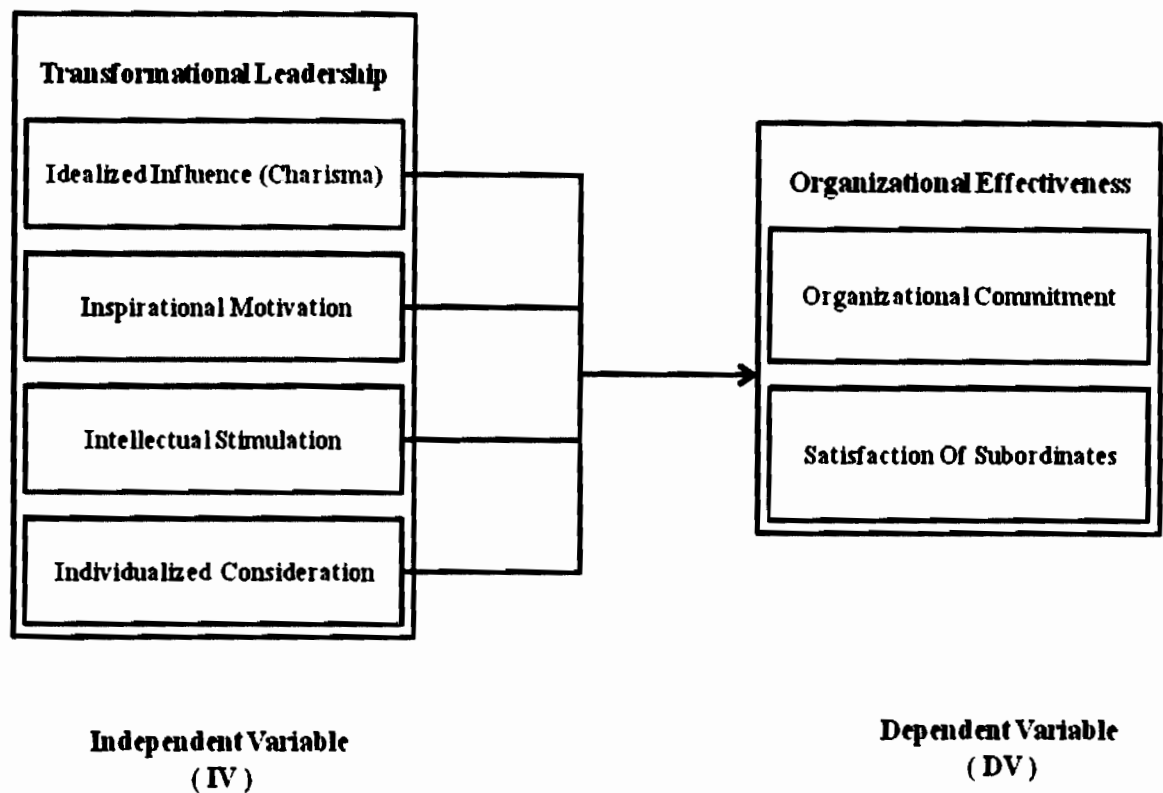 Transformational Leadership
Idealized Influence (Charisma)
Inspirational Motivation
Intellectual Stimulation
Individualized Consideration
Organizational Effectiveness
Organizational Commitment
Satisfaction Of Subordinates
Independent Variable
( IV )
Dependent Variable
( DV )